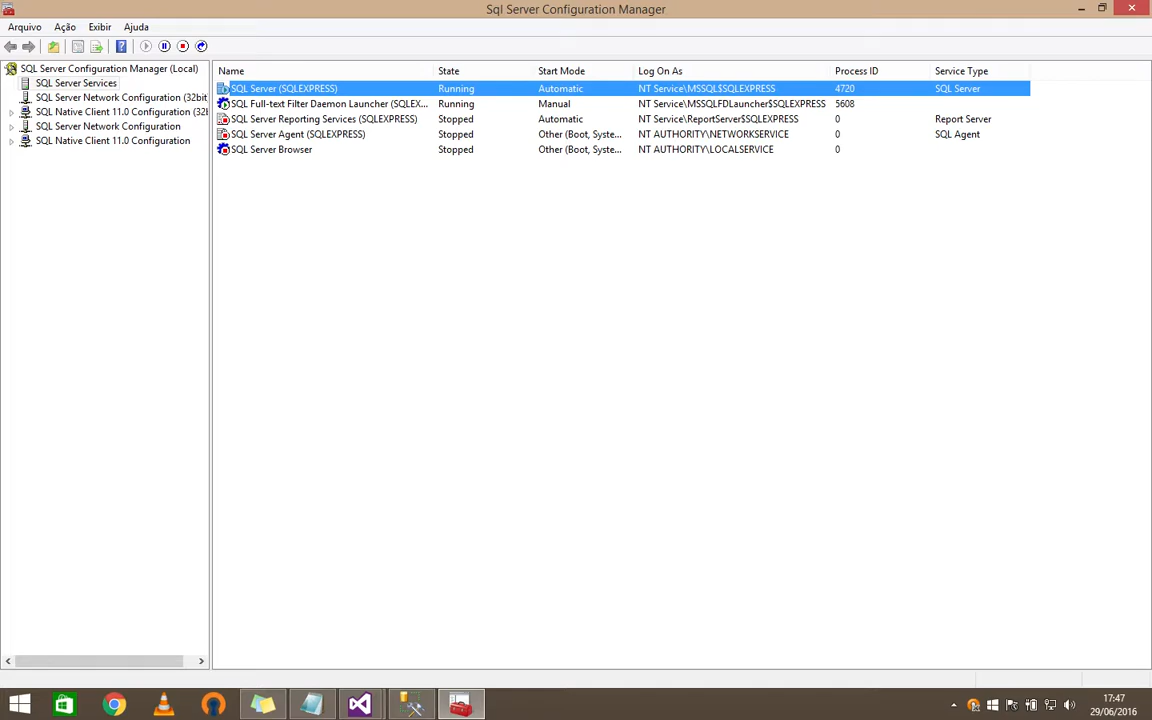 Sql Server Configuration Manager
Arquivo Ação Exibir Ajuda
SQL Server Configuration Manager (Local)
SQL Server Services
SQL Server Network Configuration (32bit
SQL Native Client 11.0 Configuration (32b
SQL Server Network Configuration
SQL Native Client 11.0 Configuration
Name State Start Mode Log On As Process ID Service Type
SQL Server (SQLEXPRESS) Running Automatic NT Service\MSSQL$SQLEXPRESS 4720 SQL Server
SQL Full-text Filter Daemon Launcher (SQLEX... Running Manual NT Service\MSSQLFDLauncher$SQLEXPRESS 5608
SQL Server Reporting Services (SQLEXPRESS) Stopped Automatic NT Service\ReportServer$SQLEXPRESS 0 Report Server
SQL Server Agent (SQLEXPRESS) Stopped Other (Boot, Syste... NT AUTHORITY\NETWORKSERVICE 0 SQL Agent
SQL Server Browser Stopped Other (Boot, Syste... NT AUTHORITY\LOCALSERVICE 0
17:47
29/06/2016